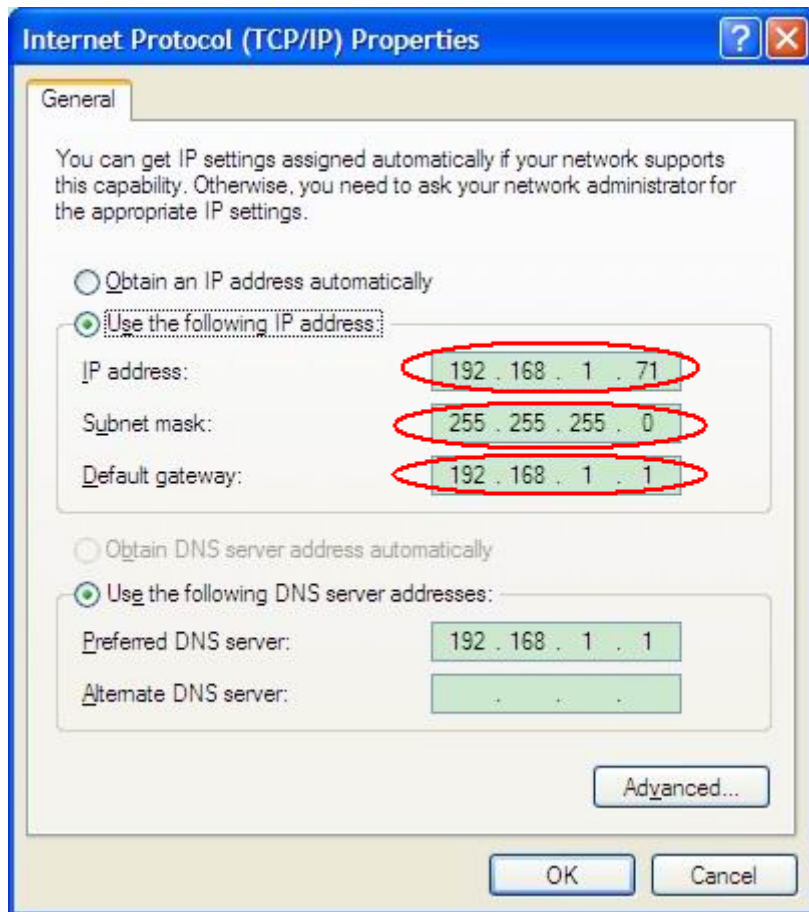 Internet Protocol (TCP/IP) Properties
General
You can get IP settings assigned automatically if your network supports
this capability. Otherwise, you need to ask your network administrator for
the appropriate IP settings.
Obtain an IP address automatically
Use the following IP address:
IP address: 192 . 168 . 1 . 71
Subnet mask: 255 . 255 . 255 . 0
Default gateway: 192 . 168 . 1 . 1
Obtain DNS server address automatically
Use the following DNS server addresses:
Preferred DNS server: 192 . 168 . 1 . 1
Alternate DNS server: . . .
Advanced...
OK Cancel